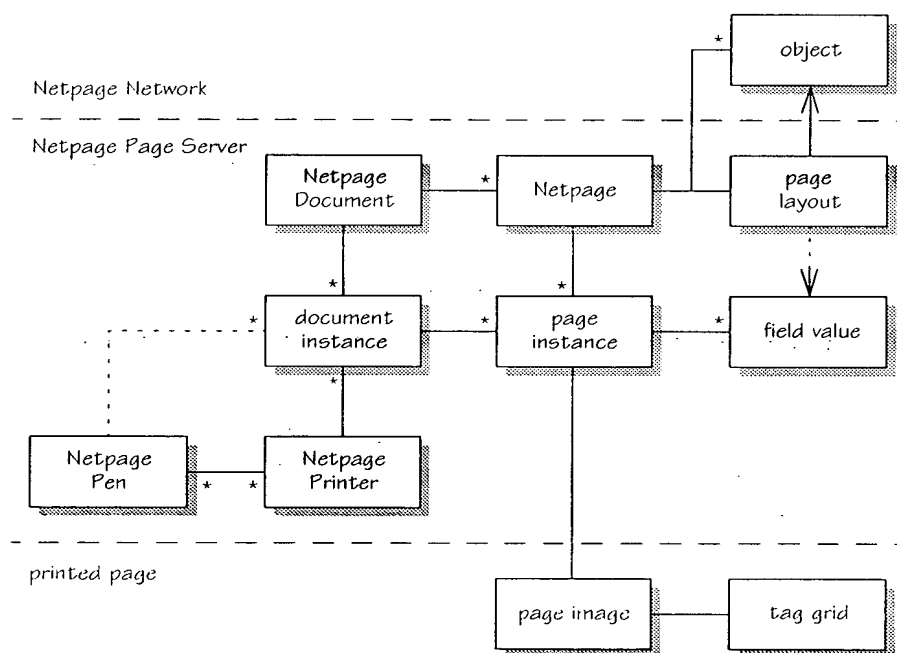 *
object
Netpage Network
Netpage Page Server
Netpage
Document
*
Netpage
page
layout
*
*
*
document
instance
*
page
instance
*
field value
*
Netpage
Pen
*
*
Netpage
Printer
printed page
page image
tag grid